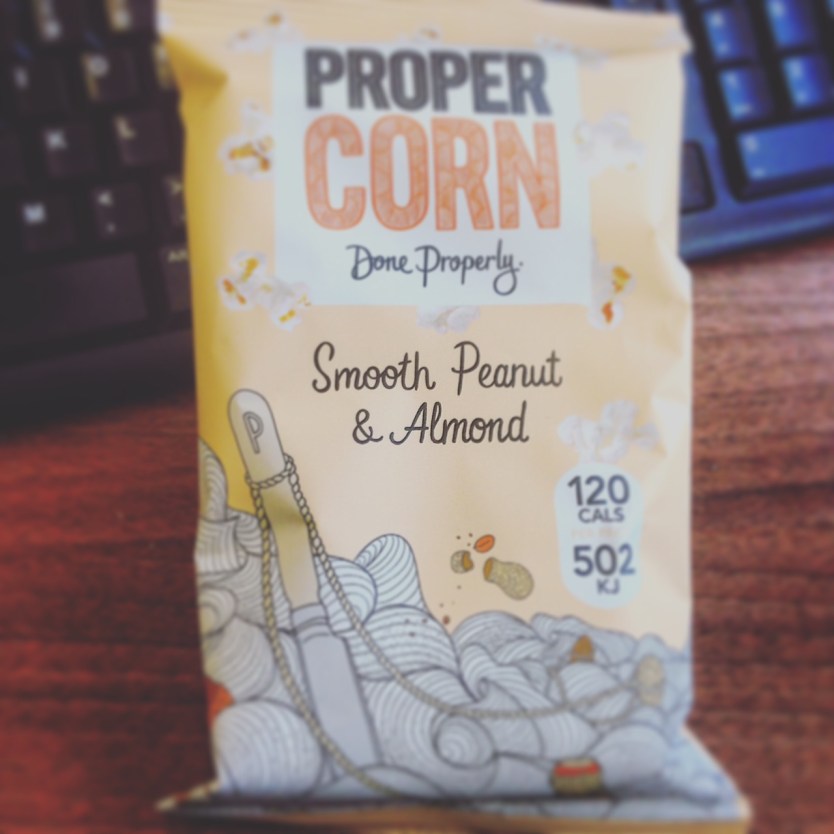 PROPER
CORN
Done Properly.
Smooth Peanut
& Almond
P
120
CALS
502
KJ
K
L
M